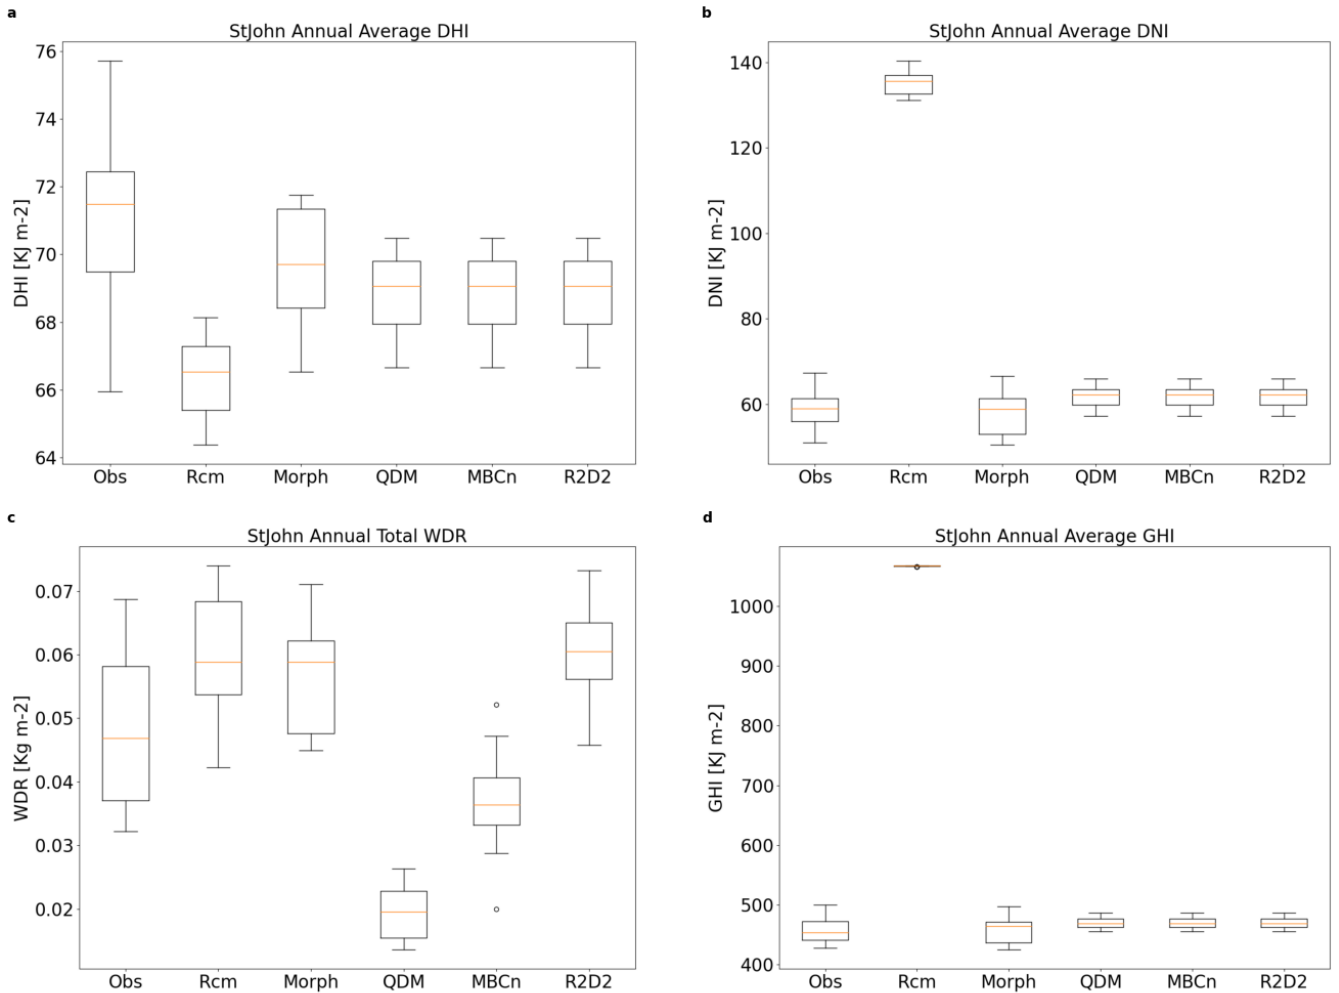 a
StJohn Annual Average DHI
DHI [KJ m-2]
76
74
72
70
68
66
64
Obs Rcm Morph QDM MBCn R2D2
b
StJohn Annual Average DNI
DNI [KJ m-2]
140
120
100
80
60
Obs Rcm Morph QDM MBCn R2D2
c
StJohn Annual Total WDR
WDR [Kg m-2]
0.07
0.06
0.05
0.04
0.03
0.02
Obs Rcm Morph QDM MBCn R2D2
d
StJohn Annual Average GHI
GHI [KJ m-2]
1000
900
800
700
600
500
400
Obs Rcm Morph QDM MBCn R2D2